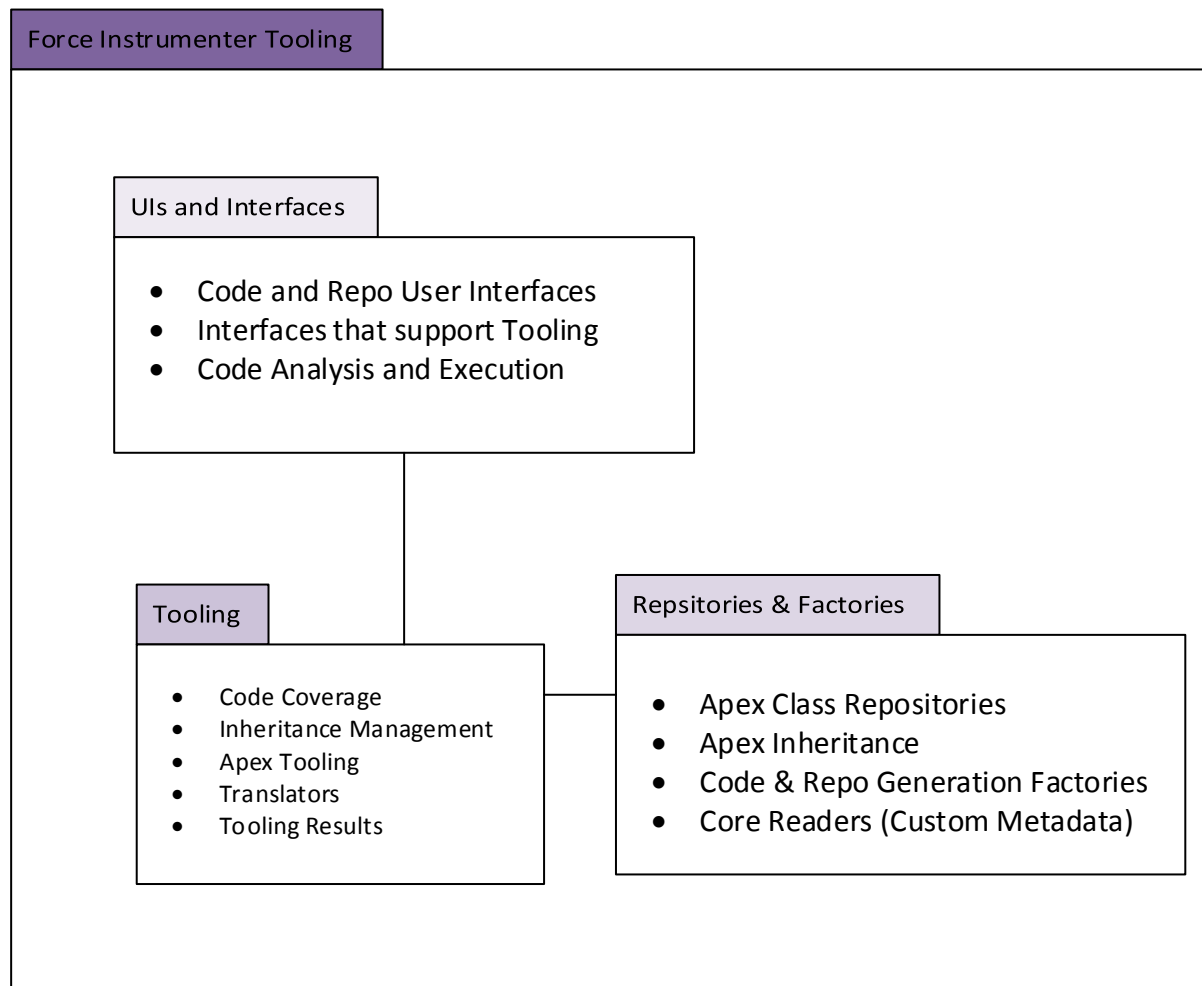 Force Instrumenter Tooling
UIs and Interfaces
• Code and Repo User Interfaces
• Interfaces that support Tooling
• Code Analysis and Execution
Tooling
• Code Coverage
• Inheritance Management
• Apex Tooling
• Translators
• Tooling Results
Repsitories & Factories
• Apex Class Repositories
• Apex Inheritance
• Code & Repo Generation Factories
• Core Readers (Custom Metadata)